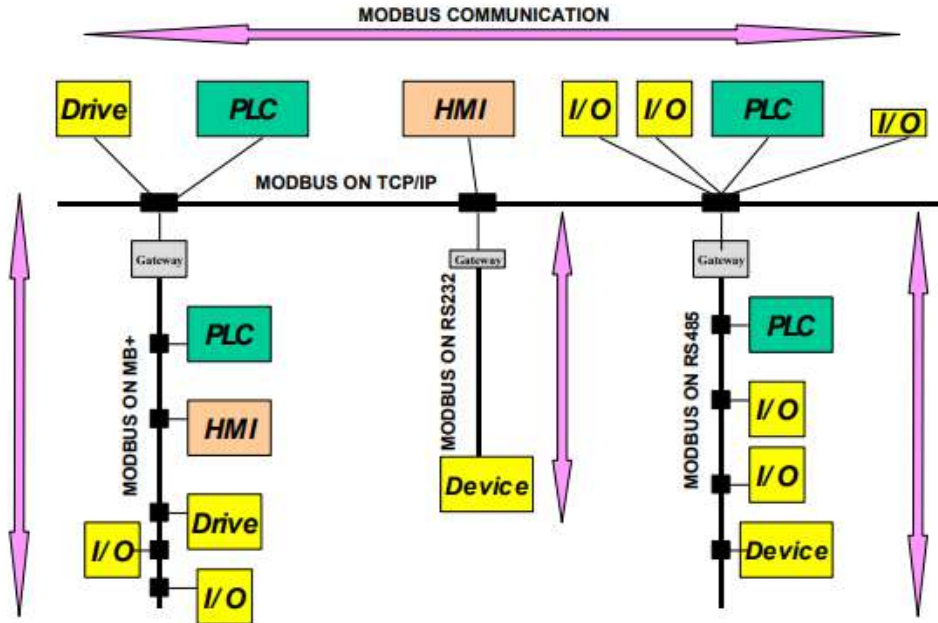 MODBUS COMMUNICATION
Drive
PLC
HMI
I/O
I/O
PLC
I/O
MODBUS ON TCP/IP
Gateway
Gateway
Gateway
MODBUS ON MB+
PLC
HMI
Drive
I/O
I/O
MODBUS ON RS232
Device
MODBUS ON RS485
PLC
I/O
I/O
Device